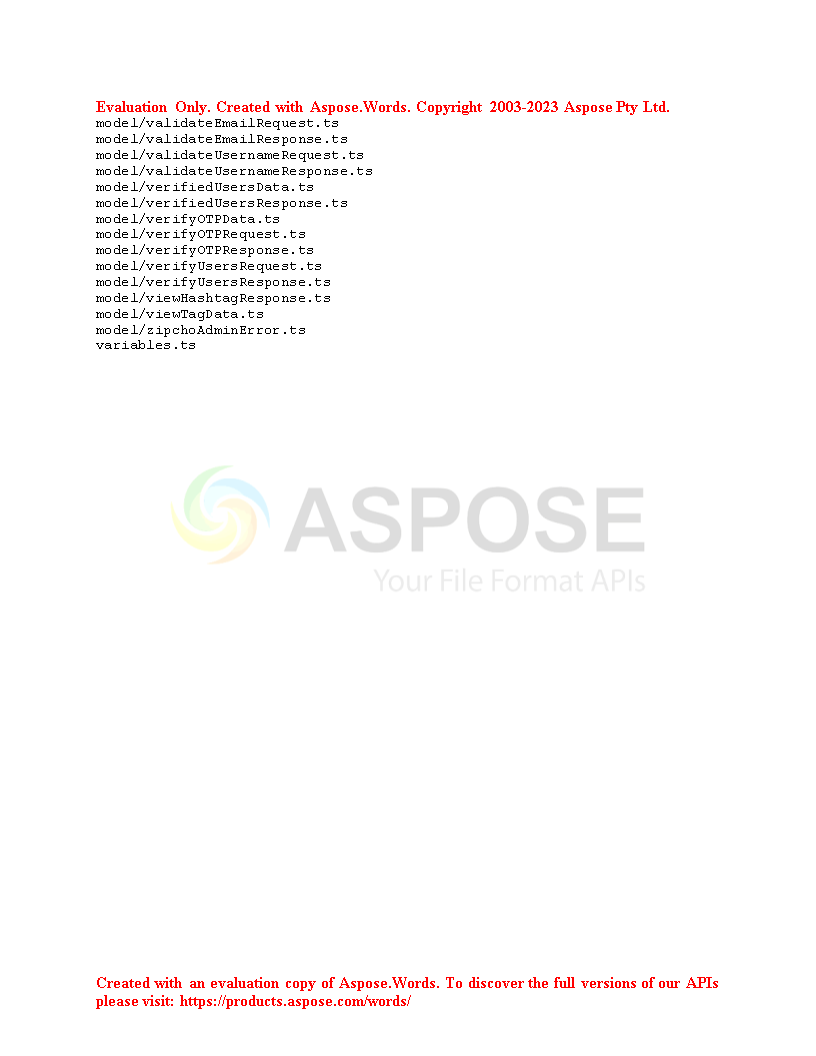 Evaluation Only. Created with Aspose.Words. Copyright 2003-2023 Aspose Pty Ltd.
model/validateEmailRequest.ts
model/validateEmailResponse.ts
model/validateUsernameRequest.ts
model/validateUsernameResponse.ts
model/verifiedUsersData.ts
model/verifiedUsersResponse.ts
model/verifyOTPData.ts
model/verifyOTPRequest.ts
model/verifyOTPResponse.ts
model/verifyUsersRequest.ts
model/verifyUsersResponse.ts
model/viewHashtagResponse.ts
model/viewTagData.ts
model/zipchoAdminError.ts
variables.ts
ASPOSE
Your File Format APIs
Created with an evaluation copy of Aspose.Words. To discover the full versions of our APIs
please visit: https://products.aspose.com/words/